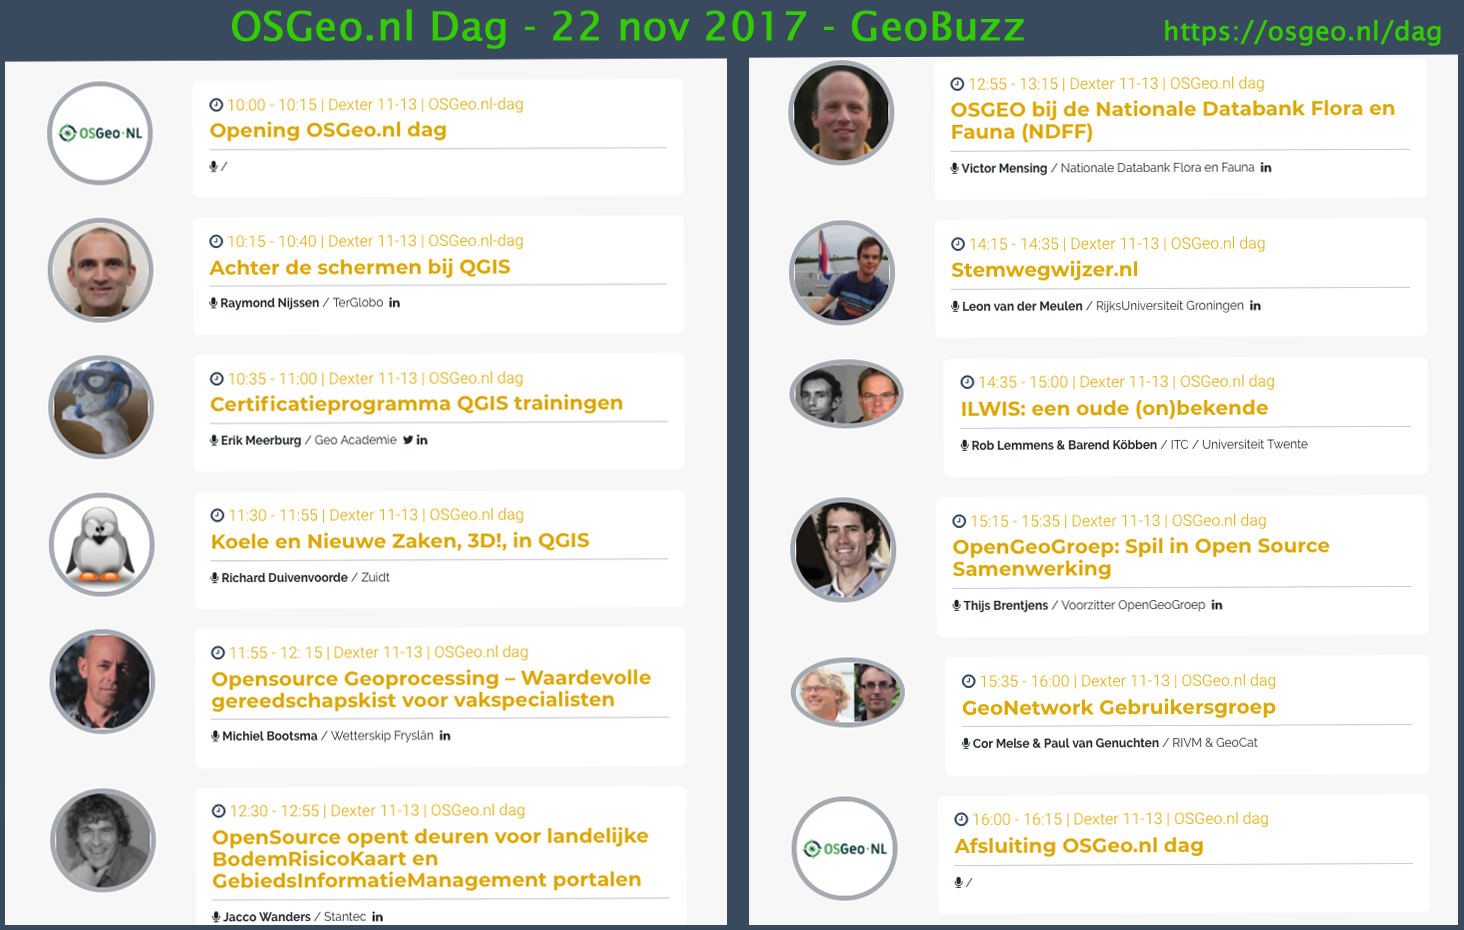 OSGeo.nl Dag - 22 nov 2017 - GeoBuzz
https://osgeo.nl/dag
OSGeo·NL
10:00 - 10:15 | Dexter 11-13 | OSGeo.nl-dag
Opening OSGeo.nl dag
/
10:15 - 10:40 | Dexter 11-13 | OSGeo.nl-dag
Achter de schermen bij QGIS
Raymond Nijssen / TerGlobo in
10:35 - 11:00 | Dexter 11-13 | OSGeo.nl dag
Certificatieprogramma QGIS trainingen
Erik Meerburg / Geo Academie in
11:30 - 11:55 | Dexter 11-13 | OSGeo.nl dag
Koele en Nieuwe Zaken, 3D!, in QGIS
Richard Duivenvoorde / Zuidt
11:55 - 12: 15 | Dexter 11-13 | OSGeo.nl dag
Opensource Geoprocessing – Waardevolle
gereedschapskist voor vakspecialisten
Michiel Bootsma / Wetterskip Fryslân in
12:30 - 12:55 | Dexter 11-13 | OSGeo.nl dag
OpenSource opent deuren voor landelijke
BodemRisicoKaart en
GebiedsInformatieManagement portalen
Jacco Wanders / Stantec in
12:55 - 13:15 | Dexter 11-13 | OSGeo.nl dag
OSGEO bij de Nationale Databank Flora en
Fauna (NDFF)
Victor Mensing / Nationale Databank Flora en Fauna in
14:15 - 14:35 | Dexter 11-13 | OSGeo.nl dag
Stemwegwijzer.nl
Leon van der Meulen / RijksUniversiteit Groningen in
14:35 - 15:00 | Dexter 11-13 | OSGeo.nl dag
ILWIS: een oude (on)bekende
Rob Lemmens & Barend Köbben / ITC / Universiteit Twente
15:15 - 15:35 | Dexter 11-13 | OSGeo.nl dag
OpenGeoGroep: Spil in Open Source
Samenwerking
Thijs Brentjens / Voorzitter OpenGeoGroep in
15:35 - 16:00 | Dexter 11-13 | OSGeo.nl dag
GeoNetwork Gebruikersgroep
Cor Melse & Paul van Genuchten / RIVM & GeoCat
OSGeo·NL
16:00 - 16:15 | Dexter 11-13 | OSGeo.nl dag
Afsluiting OSGeo.nl dag
/